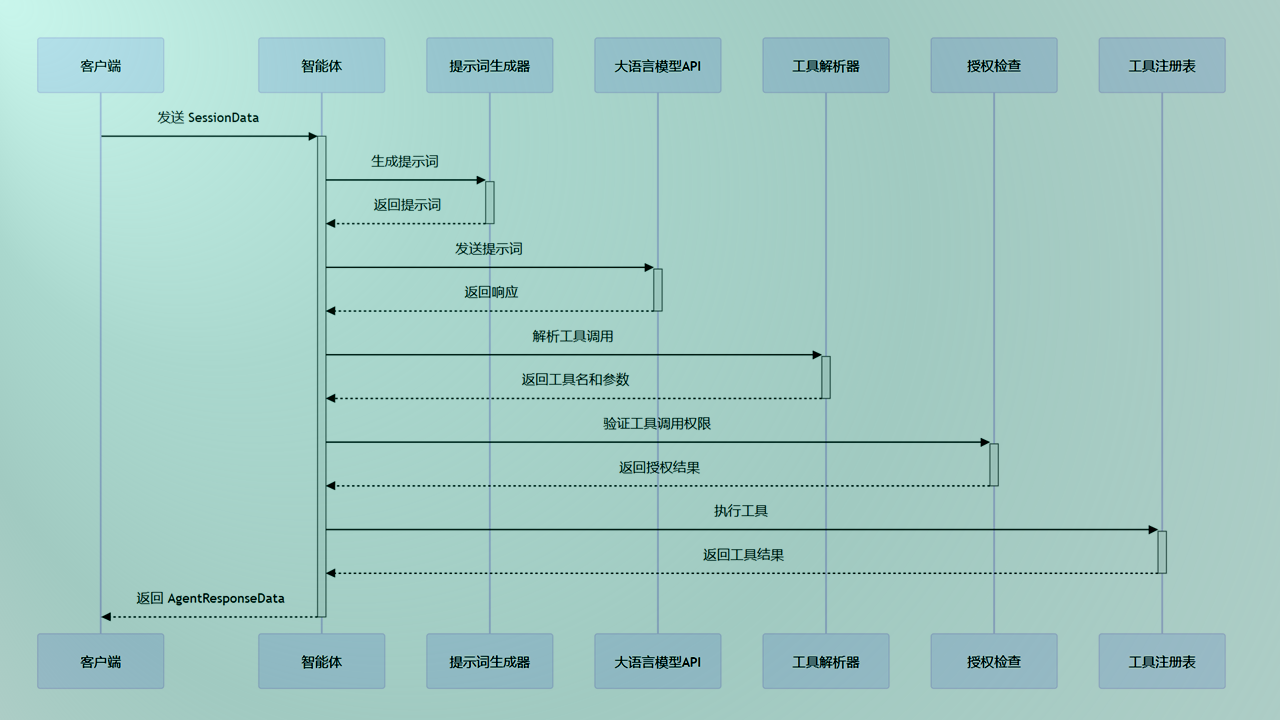 客户端
智能体
提示词生成器
大语言模型API
工具解析器
授权检查
工具注册表
发送 SessionData
生成提示词
返回提示词
发送提示词
返回响应
解析工具调用
返回工具名和参数
验证工具调用权限
返回授权结果
执行工具
返回工具结果
返回 AgentResponseData
客户端
智能体
提示词生成器
大语言模型API
工具解析器
授权检查
工具注册表